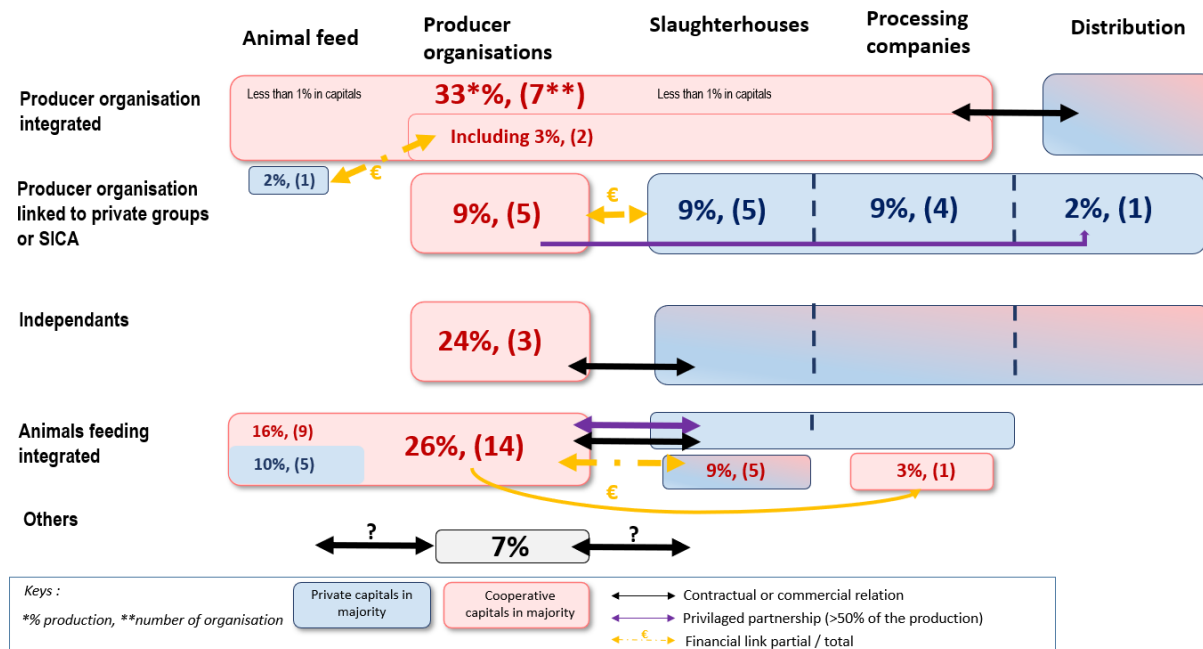 Animal feed
Producer
organisations
Slaughterhouses
Processing
companies
Distribution
Producer organisation
integrated
Less than 1% in capitals
33*%, (7**)
Less than 1% in capitals
Including 3%, (2)
€
2%, (1)
Producer organisation
linked to private groups
or SICA
9%, (5)
€
9%, (5)
9%, (4)
2%, (1)
Independants
24%, (3)
Animals feeding
integrated
16%, (9)
10%, (5)
26%, (14)
€
9%, (5)
3%, (1)
Others
?
7%
?
Keys :
*% production, **number of organisation
Private capitals in
majority
Cooperative
capitals in majority
Contractual or commercial relation
Privilaged partnership (>50% of the production)
€
Financial link partial / total